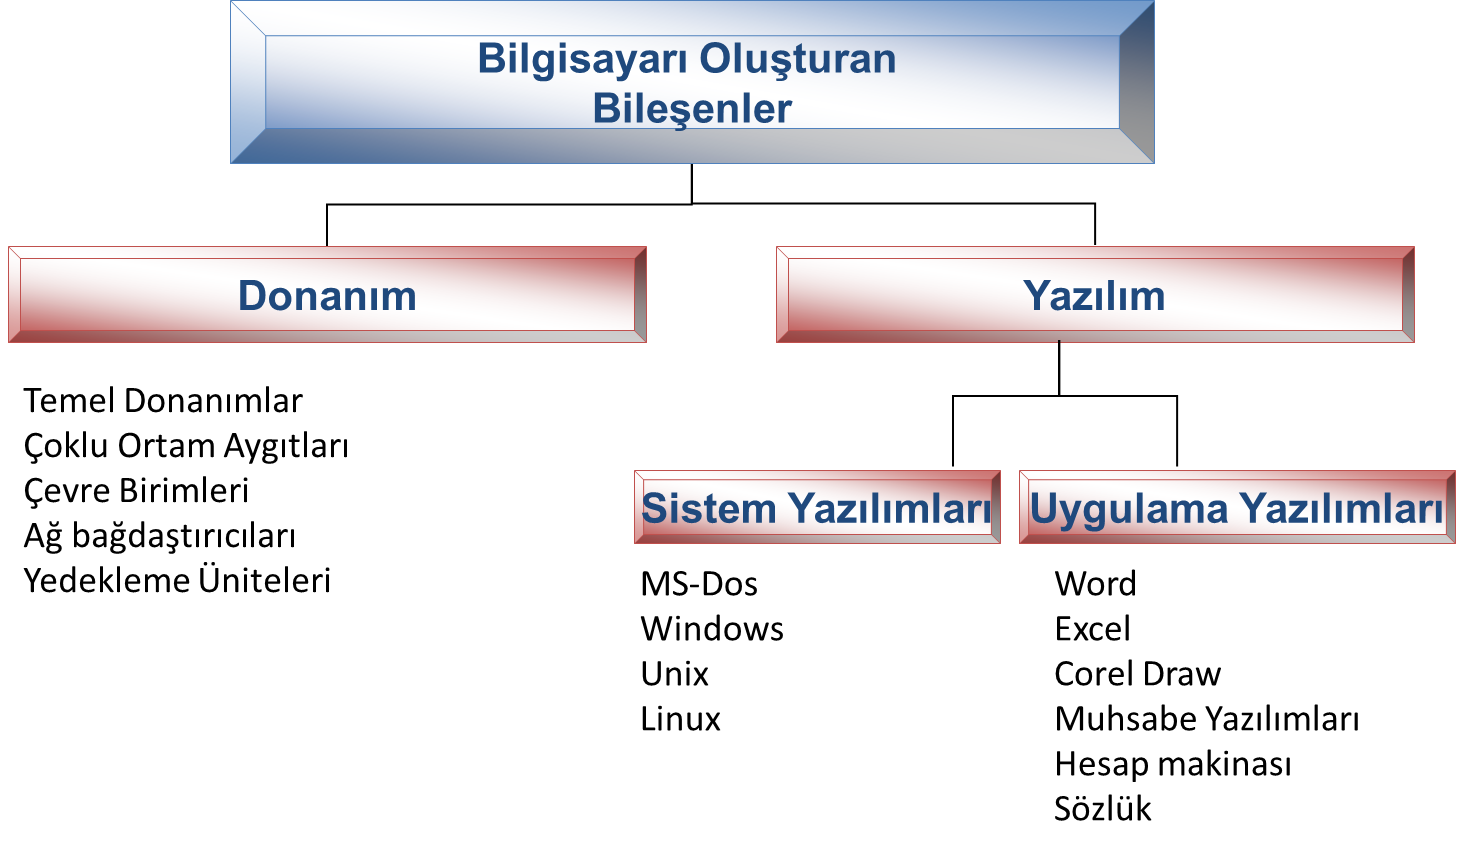 Bilgisayarı Oluşturan
Bileşenler
Donanım
Yazılım
Temel Donanımlar
Çoklu Ortam Aygıtları
Çevre Birimleri
Ağ bağdaştırıcıları
Yedekleme Üniteleri
Sistem Yazılımları
Uygulama Yazılımları
MS-Dos
Windows
Unix
Linux
Word
Excel
Corel Draw
Muhsabe Yazılımları
Hesap makinası
Sözlük